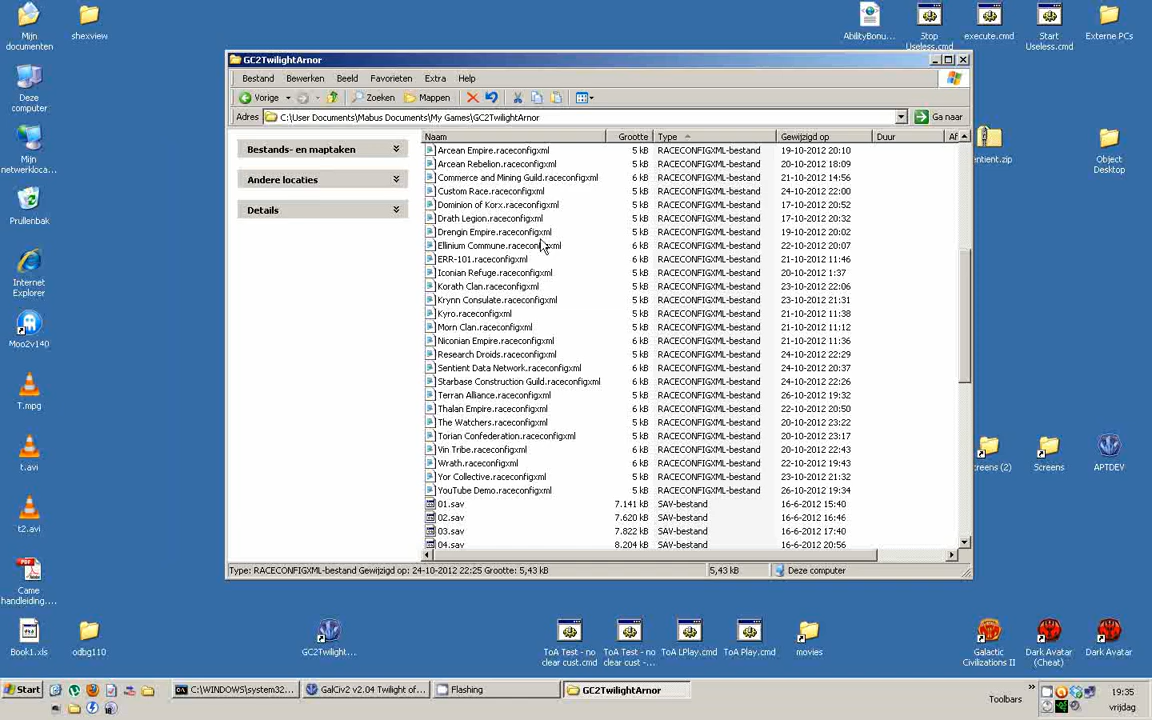 Mijn documenten
shexview
AbilityBonu...
Stop Useless.cmd
execute.cmd
Start Useless.cmd
Externe PCs
GC2TwilightArnor
Bestand Bewerken Beeld Favorieten Extra Help
Vorige Zoeken Mappen
Adres C:\User Documents\Mabus Documents\My Games\GC2TwilightArnor Ga naar
Deze computer
Mijn netwerkloca...
Prullenbak
Internet Explorer
Moo2v140
T.mpg
t.avi
t2.avi
Came handleiding....
Book1.xls
odbg110
Bestands- en maptaken
Andere locaties
Details
Naam Grootte Type Gewijzigd op Duur Af
Arcean Empire.raceconfigxml 5 kB RACECONFIGXML-bestand 19-10-2012 20:10
Arcean Rebelion.raceconfigxml 5 kB RACECONFIGXML-bestand 20-10-2012 18:09
Commerce and Mining Guild.raceconfigxml 6 kB RACECONFIGXML-bestand 21-10-2012 14:56
Custom Race.raceconfigxml 5 kB RACECONFIGXML-bestand 24-10-2012 22:00
Dominion of Korx.raceconfigxml 5 kB RACECONFIGXML-bestand 17-10-2012 20:52
Drath Legion.raceconfigxml 5 kB RACECONFIGXML-bestand 17-10-2012 20:32
Drengin Empire.raceconfigxml 5 kB RACECONFIGXML-bestand 19-10-2012 20:02
Ellinium Commune.raceconfigxml 6 kB RACECONFIGXML-bestand 22-10-2012 20:07
ERR-101.raceconfigxml 6 kB RACECONFIGXML-bestand 21-10-2012 11:46
Iconian Refuge.raceconfigxml 5 kB RACECONFIGXML-bestand 20-10-2012 1:37
Korath Clan.raceconfigxml 5 kB RACECONFIGXML-bestand 23-10-2012 22:06
Krynn Consulate.raceconfigxml 5 kB RACECONFIGXML-bestand 23-10-2012 21:31
Kyro.raceconfigxml 5 kB RACECONFIGXML-bestand 21-10-2012 11:38
Morn Clan.raceconfigxml 5 kB RACECONFIGXML-bestand 21-10-2012 11:12
Niconian Empire.raceconfigxml 5 kB RACECONFIGXML-bestand 21-10-2012 11:36
Research Droids.raceconfigxml 5 kB RACECONFIGXML-bestand 24-10-2012 22:29
Sentient Data Network.raceconfigxml 6 kB RACECONFIGXML-bestand 24-10-2012 20:37
Starbase Construction Guild.raceconfigxml 6 kB RACECONFIGXML-bestand 24-10-2012 22:26
Terran Alliance.raceconfigxml 6 kB RACECONFIGXML-bestand 26-10-2012 19:32
Thalan Empire.raceconfigxml 6 kB RACECONFIGXML-bestand 22-10-2012 20:50
The Watchers.raceconfigxml 6 kB RACECONFIGXML-bestand 20-10-2012 23:22
Torian Confederation.raceconfigxml 5 kB RACECONFIGXML-bestand 20-10-2012 23:17
Vin Tribe.raceconfigxml 6 kB RACECONFIGXML-bestand 20-10-2012 22:43
Wrath.raceconfigxml 6 kB RACECONFIGXML-bestand 22-10-2012 19:43
Yor Collective.raceconfigxml 5 kB RACECONFIGXML-bestand 23-10-2012 21:32
YouTube Demo.raceconfigxml 5 kB RACECONFIGXML-bestand 26-10-2012 19:34
01.sav 7.141 kB SAV-bestand 16-6-2012 15:40
02.sav 7.620 kB SAV-bestand 16-6-2012 16:46
03.sav 7.822 kB SAV-bestand 16-6-2012 17:40
04.sav 8.204 kB SAV-bestand 16-6-2012 20:56
Type: RACECONFIGXML-bestand Gewijzigd op: 24-10-2012 22:25 Grootte: 5,43 kB 5,43 kB Deze computer
entient.zip
Object Desktop
creens (2)
Screens
APTDEV
GC2Twilight...
ToA Test - no clear cust.cmd
ToA Test - no clear cust -...
ToA LPlay.cmd
ToA Play.cmd
movies
Galactic Civilizations II
Dark Avatar (Cheat)
Dark Avatar
Start C:\WINDOWS\system32... GalCiv2 v2.04 Twilight of... Flashing GC2TwilightArnor Toolbars » 19:35
vrijdag